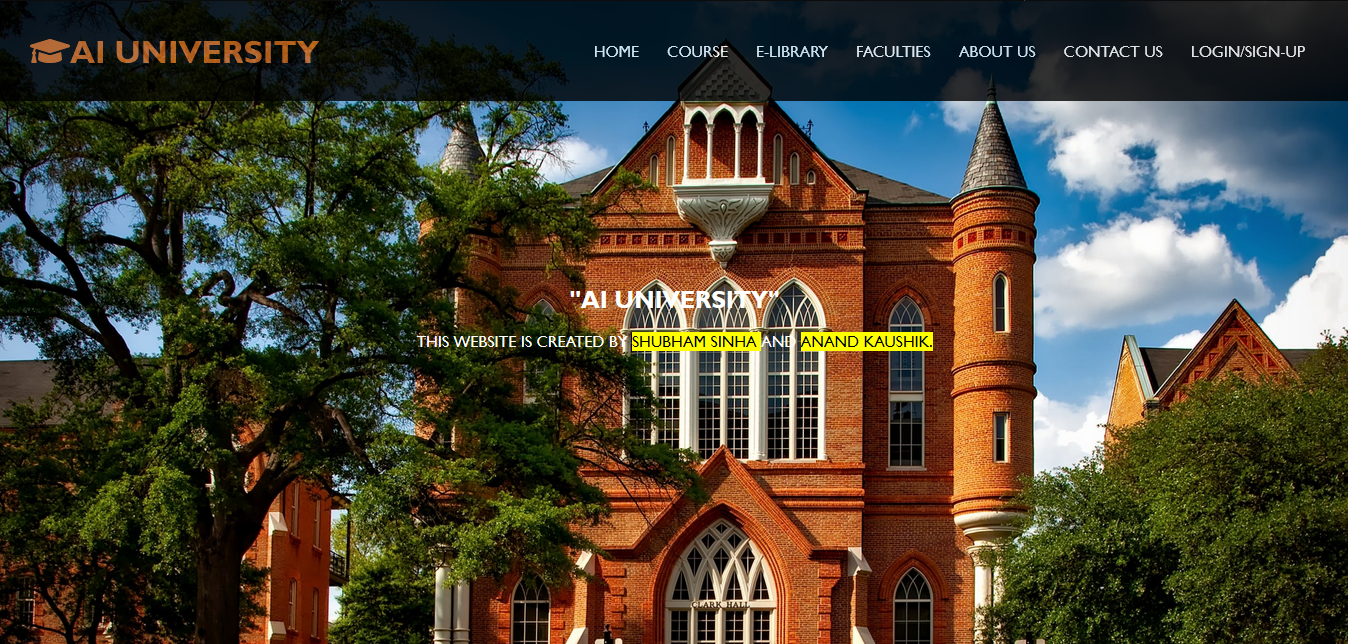 AI UNIVERSITY
HOME COURSE E-LIBRARY FACULTIES ABOUT US CONTACT US LOGIN/SIGN-UP
"AI UNIVERSITY"
THIS WEBSITE IS CREATED BY SHUBHAM SINHA AND ANAND KAUSHIK.
CLARK HALL